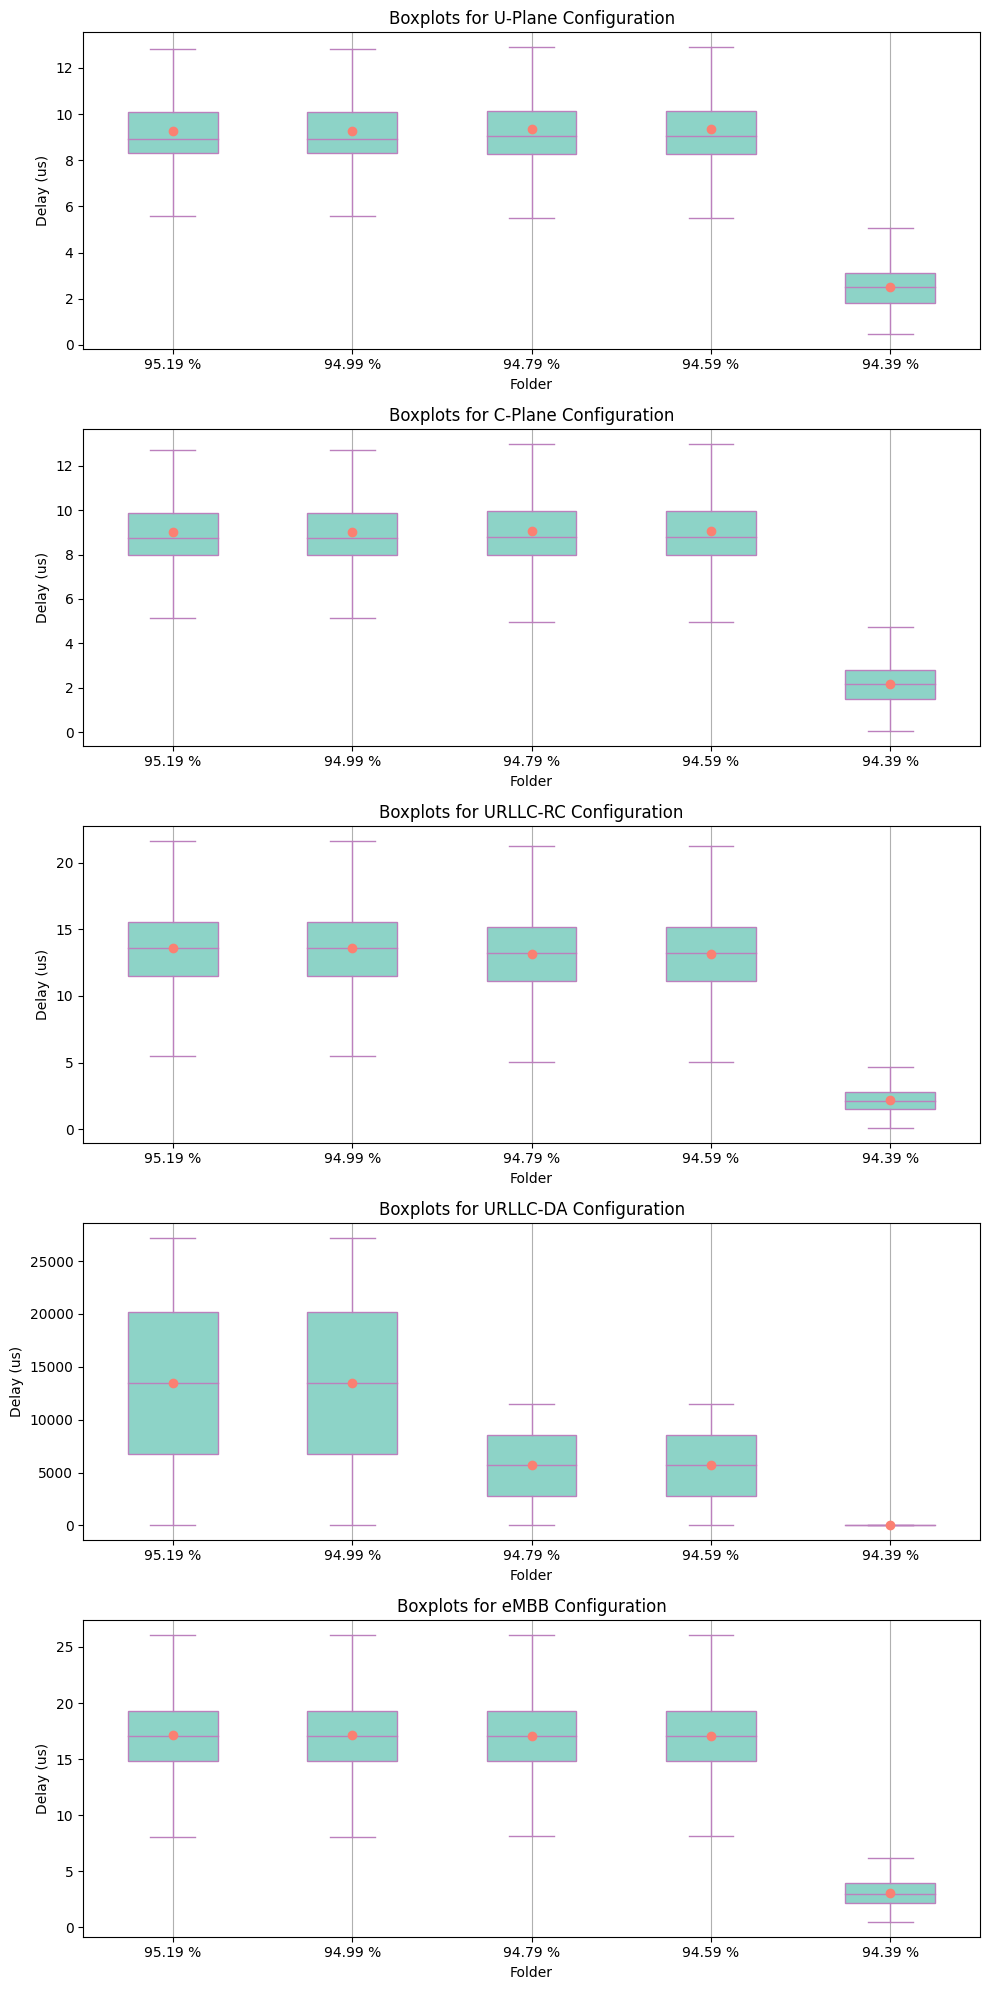 Boxplots for U-Plane Configuration
Delay (us)
12
10
8
6
4
2
0
95.19 % 94.99 % 94.79 % 94.59 % 94.39 %
Folder
Boxplots for C-Plane Configuration
Delay (us)
12
10
8
6
4
2
0
95.19 % 94.99 % 94.79 % 94.59 % 94.39 %
Folder
Boxplots for URLLC-RC Configuration
Delay (us)
20
15
10
5
0
95.19 % 94.99 % 94.79 % 94.59 % 94.39 %
Folder
Boxplots for URLLC-DA Configuration
Delay (us)
25000
20000
15000
10000
5000
0
95.19 % 94.99 % 94.79 % 94.59 % 94.39 %
Folder
Boxplots for eMBB Configuration
Delay (us)
25
20
15
10
5
0
95.19 % 94.99 % 94.79 % 94.59 % 94.39 %
Folder